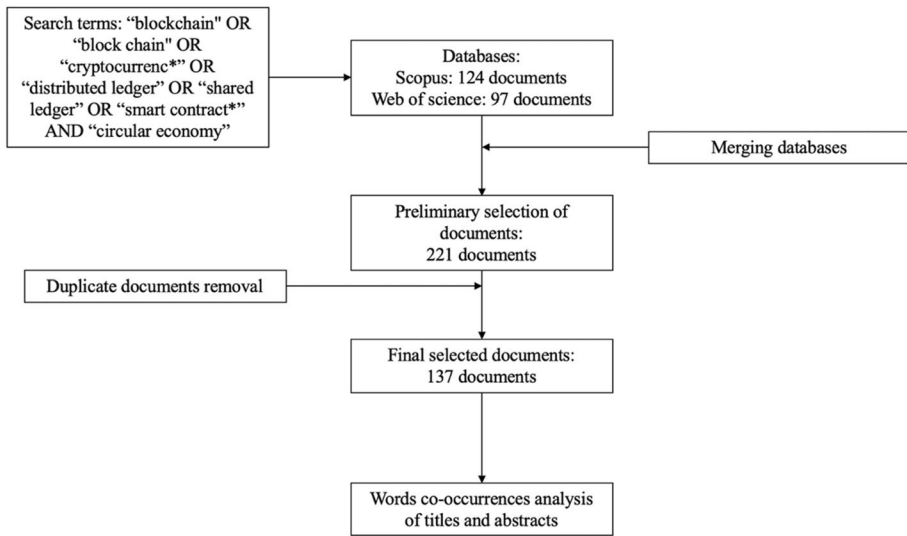 Search terms: “blockchain" OR
“block chain" OR
“cryptocurrenc*” OR
“distributed ledger” OR “shared
ledger” OR “smart contract*”
AND “circular economy”
Databases:
Scopus: 124 documents
Web of science: 97 documents
Merging databases
Preliminary selection of
documents:
221 documents
Duplicate documents removal
Final selected documents:
137 documents
Words co-occurrences analysis
of titles and abstracts